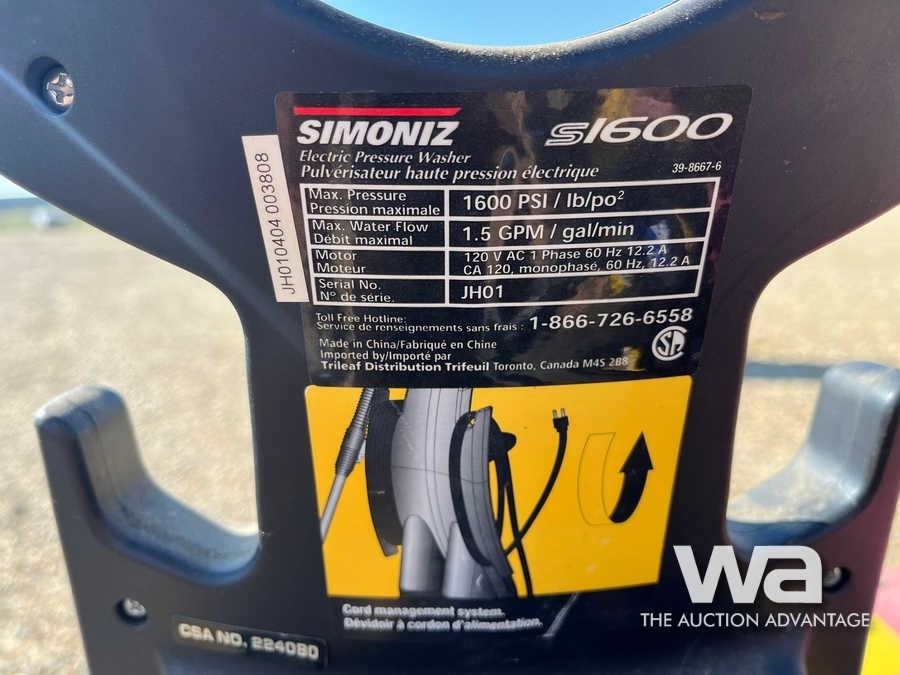 SIMONIZ S1600
Electric Pressure Washer
Pulvérisateur haute pression électrique 39-8667-6
Max. Pressure
Pression maximale
1600 PSI / lb/po²
Max. Water Flow
Débit maximal
1.5 GPM / gal/min
Motor
Moteur
120 V AC 1 Phase 60 Hz 12.2 A
CA 120, monophasé, 60 Hz, 12.2 A
Serial No.
N° de série.
JH01
Toll Free Hotline:
Service de renseignements sans frais : 1-866-726-6558
Made in China/Fabriqué en Chine
Imported by/Importé par
Trileaf Distribution Trifeuil Toronto, Canada M4S 2B8
JH010404 003808
Cord management system.
Dévidoir à cordon d'alimentation.
CSA NO. 224080
wa
THE AUCTION ADVANTAGE